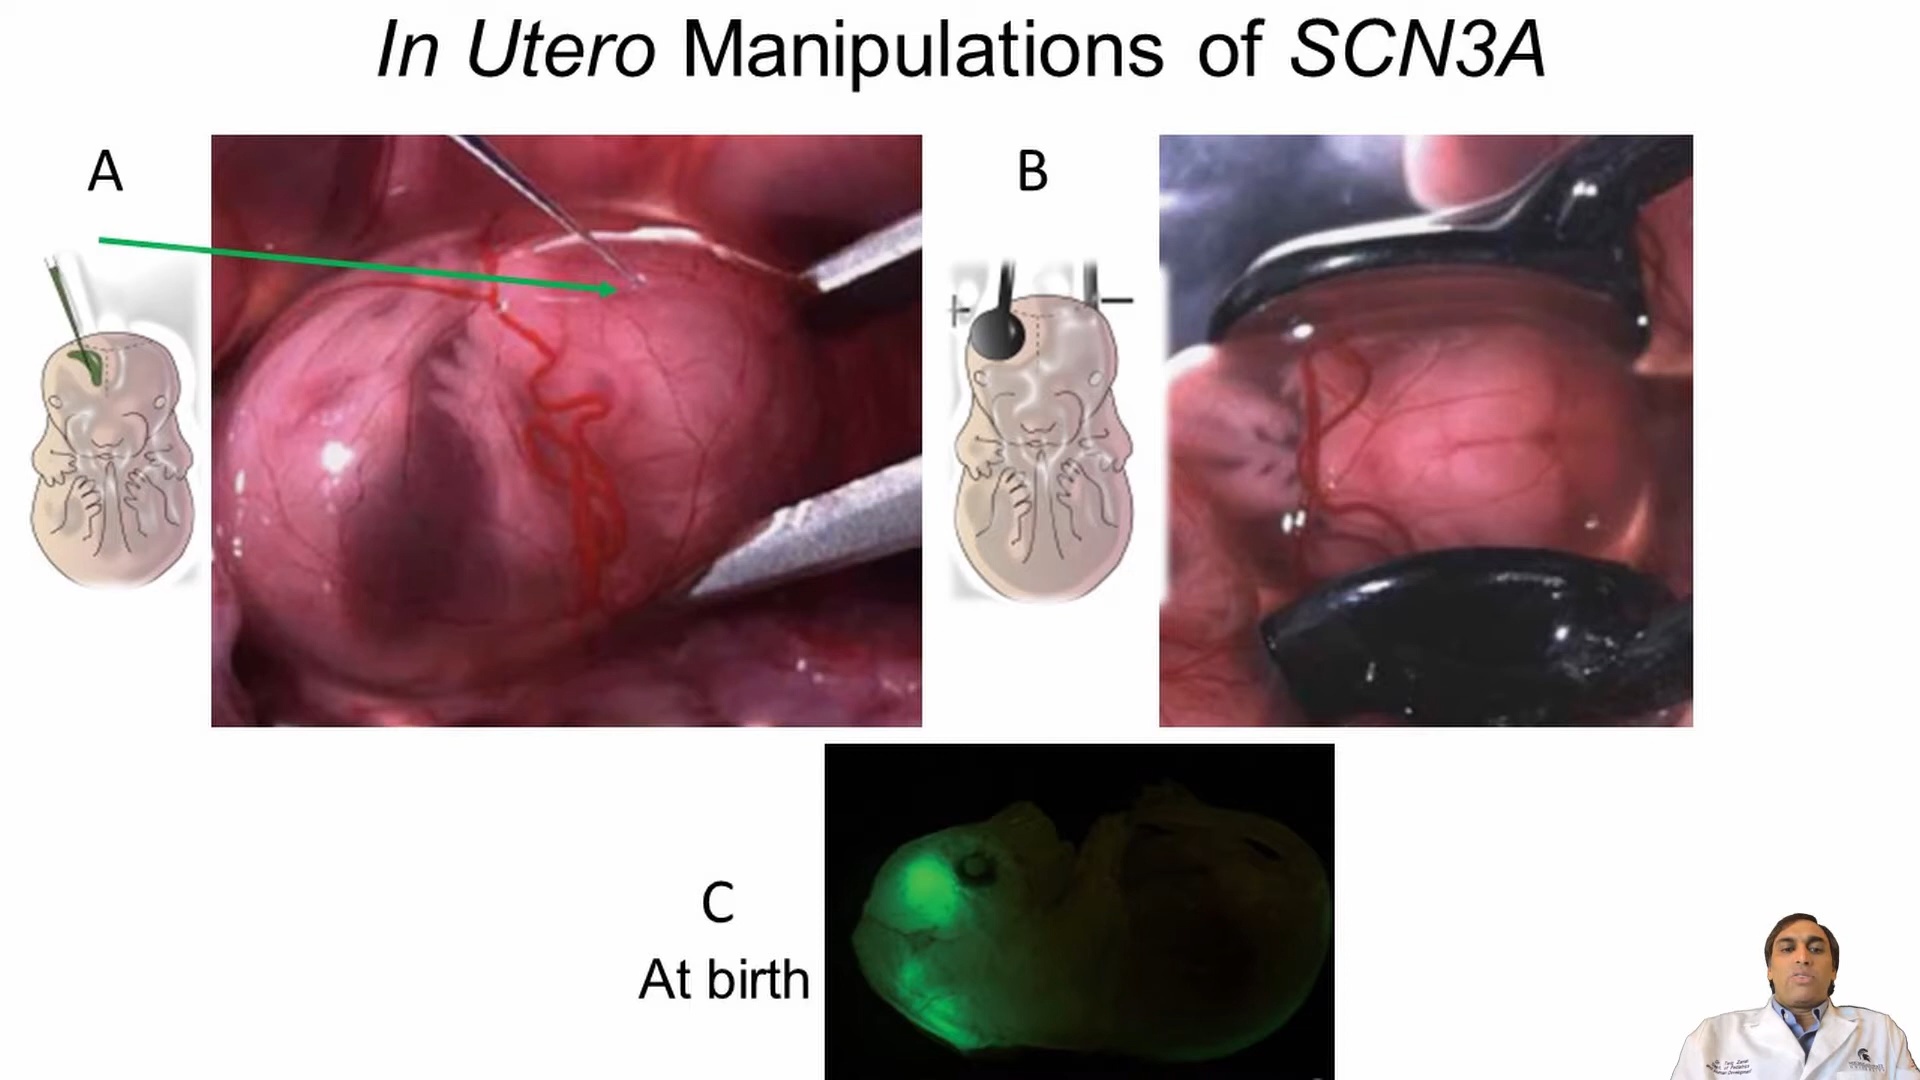 In Utero Manipulations of SCN3A
A
B
+
−
C
At birth